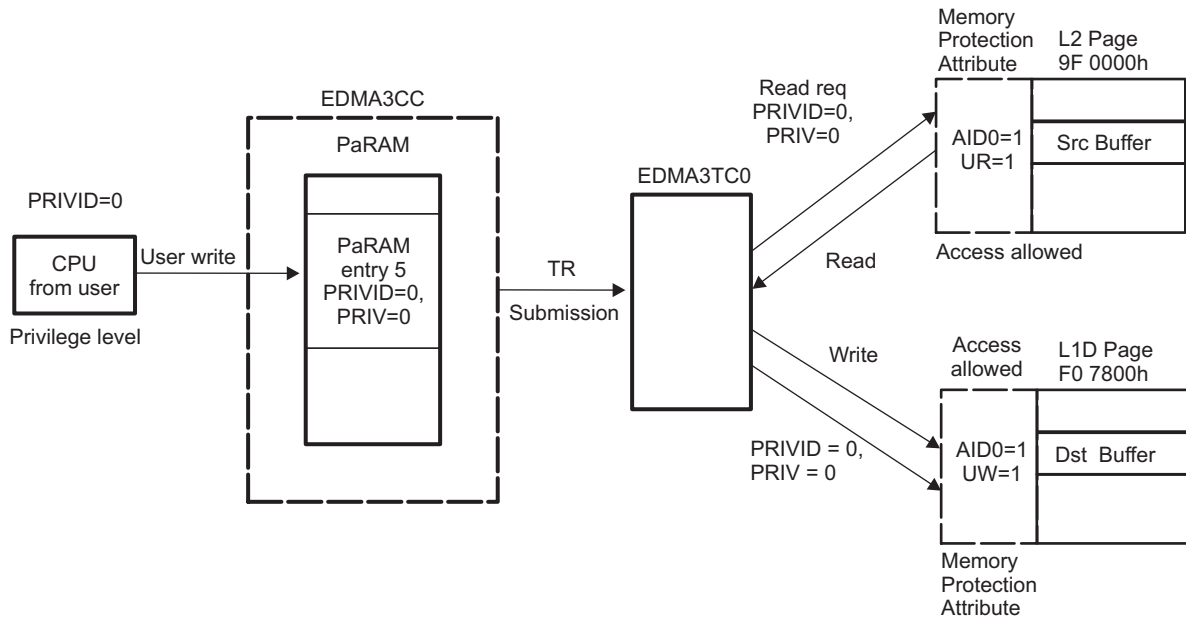 PRIVID=0
CPU
from user
Privilege level
User write
EDMA3CC
PaRAM
PaRAM
entry 5
PRIVID=0,
PRIV=0
TR
Submission
EDMA3TC0
Read req
PRIVID=0,
PRIV=0
Read
Memory
Protection
Attribute
L2 Page
9F 0000h
AID0=1
UR=1
Src Buffer
Access allowed
Write
PRIVID = 0,
PRIV = 0
Access
allowed
L1D Page
F0 7800h
AID0=1
UW=1
Dst Buffer
Memory
Protection
Attribute